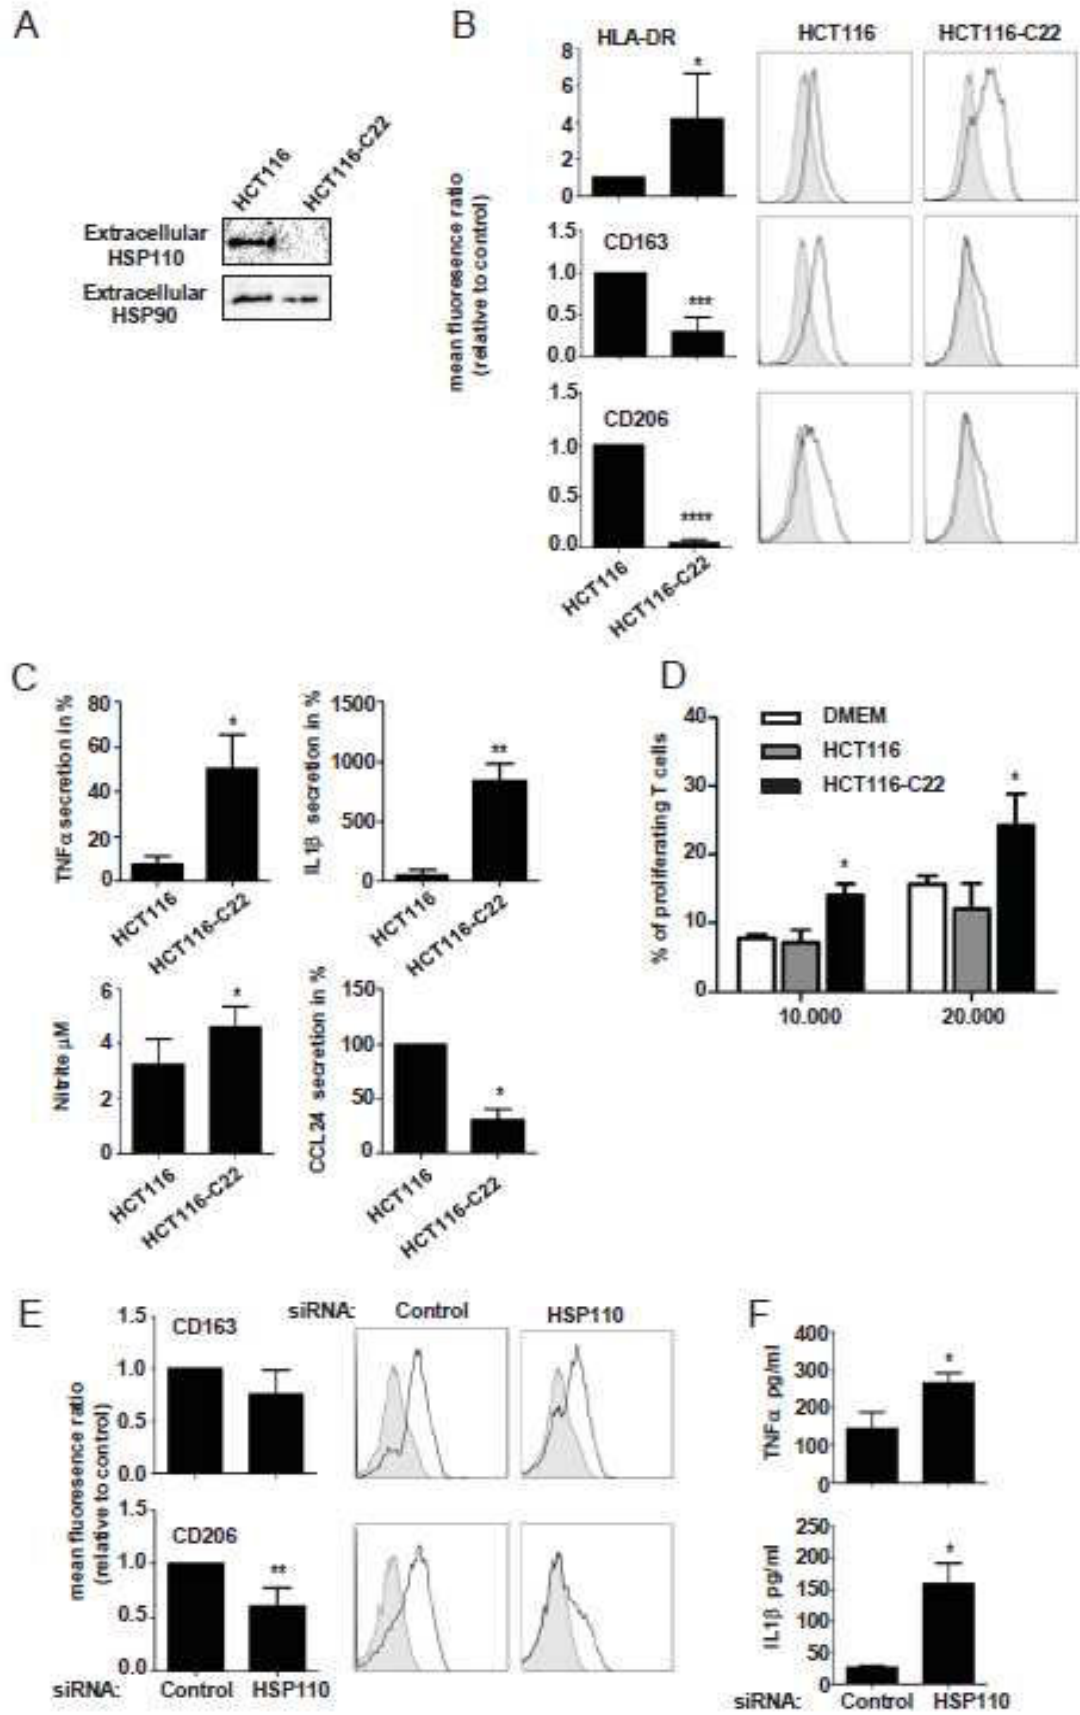 A
HCT116
HCT116-C22
Extracellular
HSP110
Extracellular
HSP90
B
mean fluoresence ratio
(relative to control)
HLA-DR
HCT116
HCT116-C22
8
6
4
2
0
*
CD163
1.5
1.0
0.5
0.0
***
CD206
1.5
1.0
0.5
0.0
****
HCT116
HCT116-C22
C
TNFα secretion in %
80
60
40
20
0
*
HCT116
HCT116-C22
IL1β secretion in %
1500
1000
500
0
**
HCT116
HCT116-C22
Nitrite µM
6
4
2
0
*
HCT116
HCT116-C22
CCL24 secretion in %
150
100
50
0
*
HCT116
HCT116-C22
D
% of proliferating T cells
40
30
20
10
0
DMEM
HCT116
HCT116-C22
*
*
10.000
20.000
E
mean fluoresence ratio
(relative to control)
siRNA: Control HSP110
CD163
1.5
1.0
0.5
0.0
CD206
1.5
1.0
0.5
0.0
**
siRNA: Control HSP110
F
TNFα pg/ml
400
300
200
100
0
*
IL1β pg/ml
250
200
150
100
50
0
*
siRNA: Control HSP110